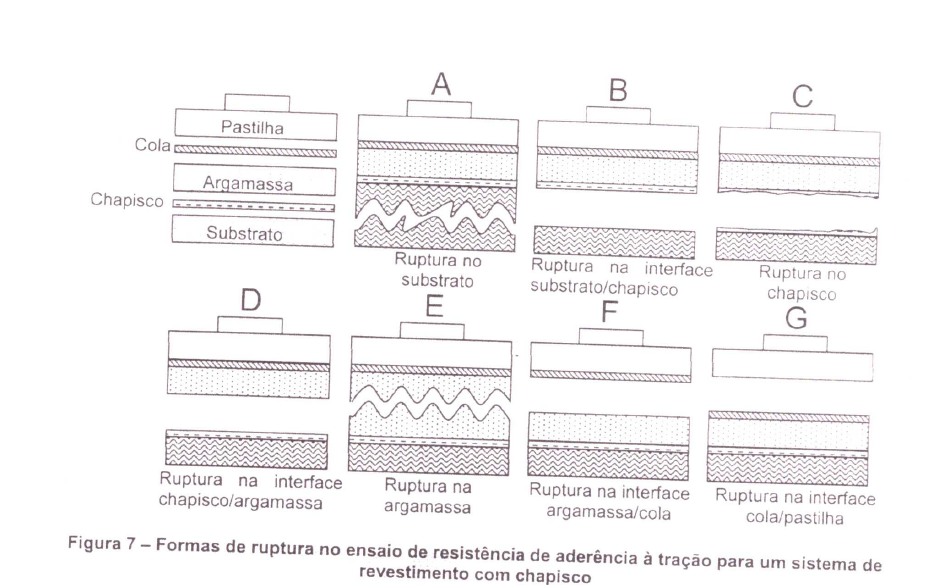 A
B
C
Pastilha
Cola
Argamassa
Chapisco
Substrato
Ruptura no
substrato
Ruptura na interface
substrato/chapisco
Ruptura no
chapisco
D
E
F
G
Ruptura na interface
chapisco/argamassa
Ruptura na
argamassa
Ruptura na interface
argamassa/cola
Ruptura na interface
cola/pastilha
Figura 7 – Formas de ruptura no ensaio de resistência de aderência à tração para um sistema de
revestimento com chapisco